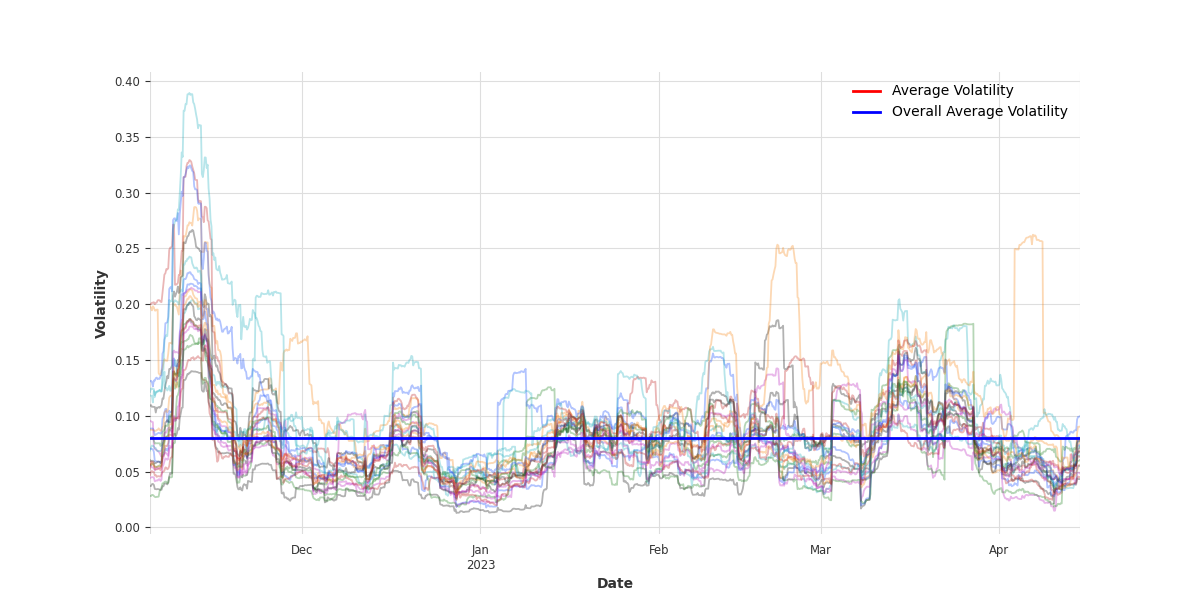 Average Volatility
Overall Average Volatility
0.40
0.35
0.30
0.25
0.20
0.15
0.10
0.05
0.00
Volatility
Dec
Jan
2023
Feb
Mar
Apr
Date